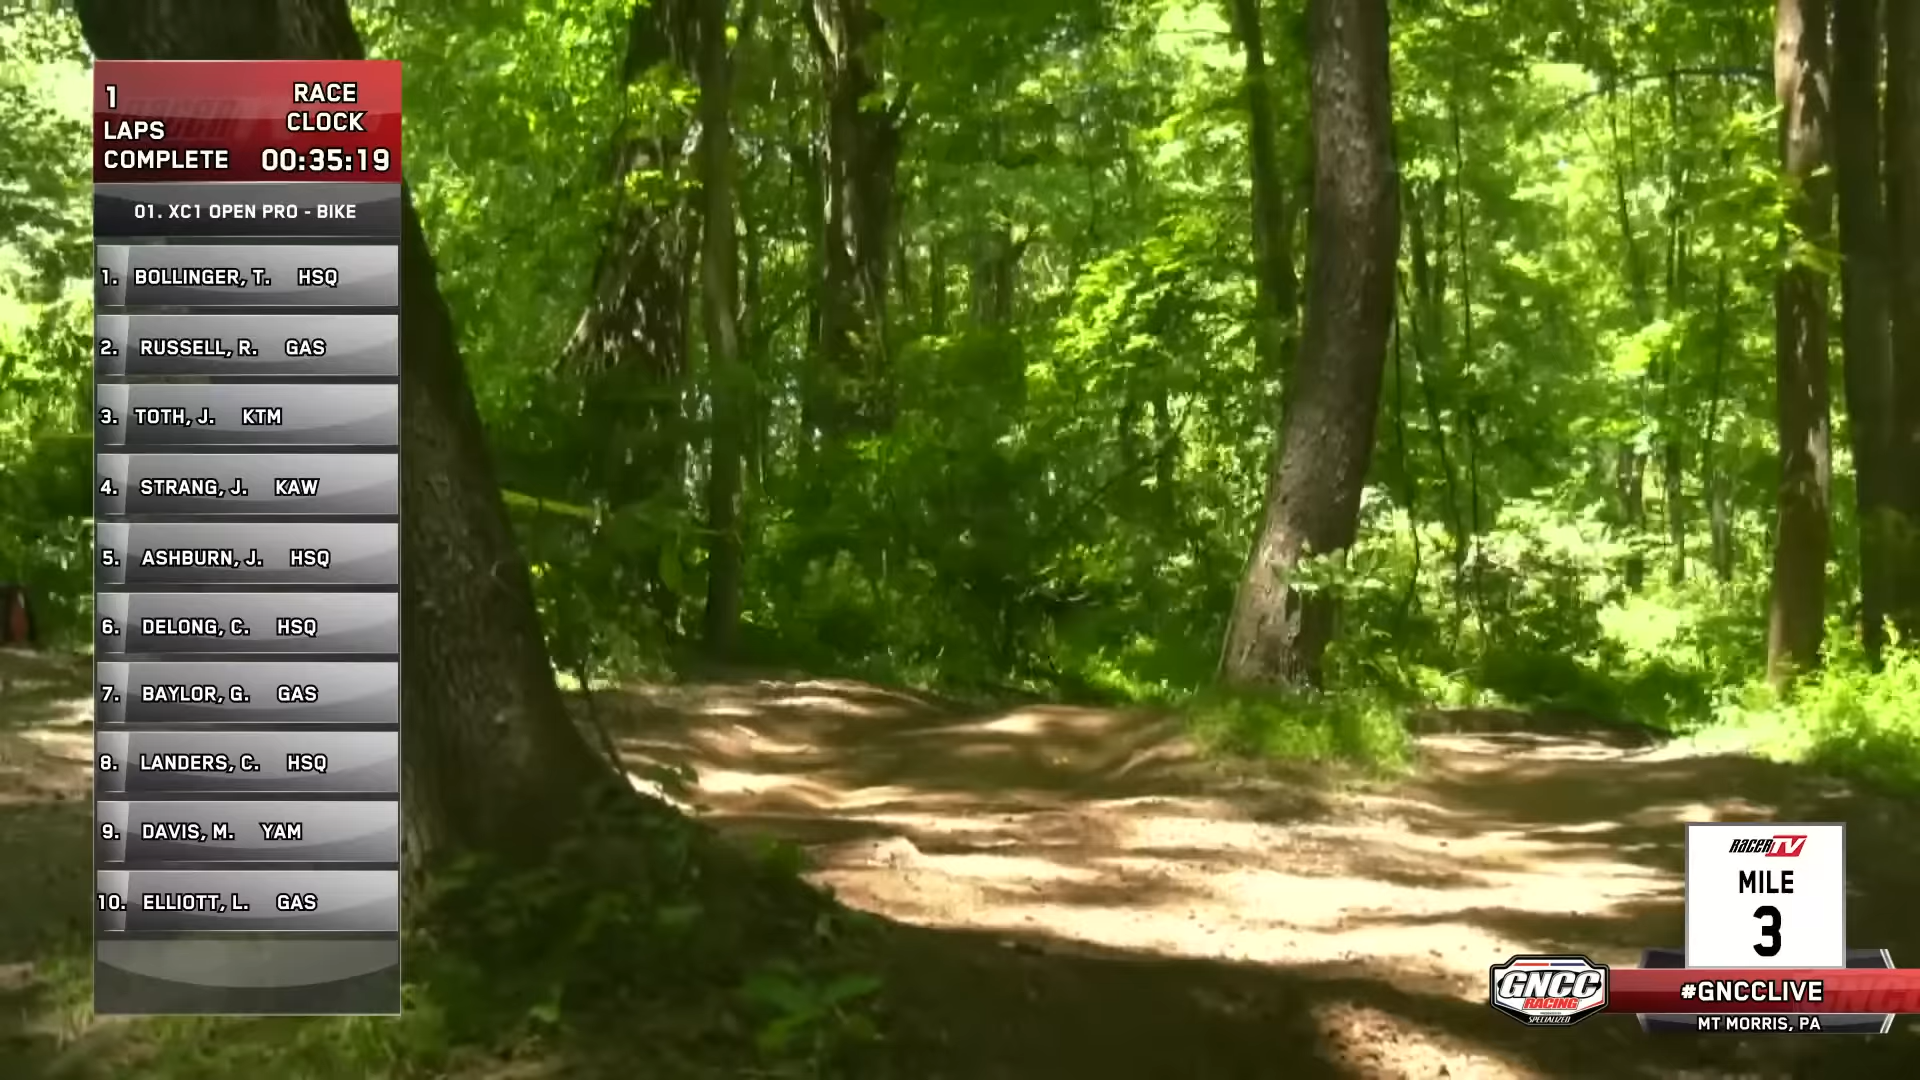 1
LAPS
COMPLETE
RACE
CLOCK
00:35:19
01. XC1 OPEN PRO - BIKE
1. BOLLINGER, T. HSQ
2. RUSSELL, R. GAS
3. TOTH, J. KTM
4. STRANG, J. KAW
5. ASHBURN, J. HSQ
6. DELONG, C. HSQ
7. BAYLOR, G. GAS
8. LANDERS, C. HSQ
9. DAVIS, M. YAM
10. ELLIOTT, L. GAS
RACERTV
MILE
3
GNCC
RACING
SPECIALIZED
#GNCCLIVE
MT MORRIS, PA